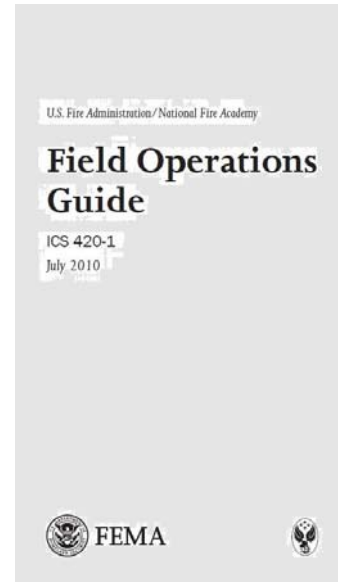 U.S. Fire Administration/National Fire Academy
Field Operations
Guide
ICS 420-1
July 2010
FEMA